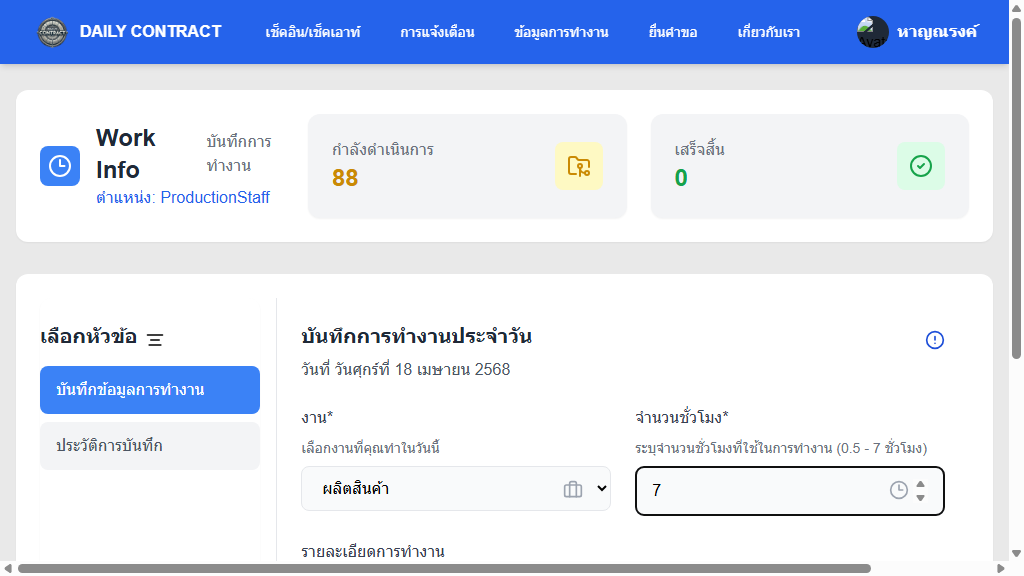 DAILY CONTRACT
เช็คอิน/เช็คเอาท์
การแจ้งเตือน
ข้อมูลการทำงาน
ยื่นคำขอ
เกี่ยวกับเรา
หาญณรงค์
Work Info
บันทึกการทำงาน
ตำแหน่ง: ProductionStaff
กำลังดำเนินการ
88
เสร็จสิ้น
0
เลือกหัวข้อ
บันทึกข้อมูลการทำงาน
ประวัติการบันทึก
บันทึกการทำงานประจำวัน
วันที่ วันศุกร์ที่ 18 เมษายน 2568
งาน*
เลือกงานที่คุณทำในวันนี้
ผลิตสินค้า
จำนวนชั่วโมง*
ระบุจำนวนชั่วโมงที่ใช้ในการทำงาน (0.5 - 7 ชั่วโมง)
7
รายละเอียดการทำงาน